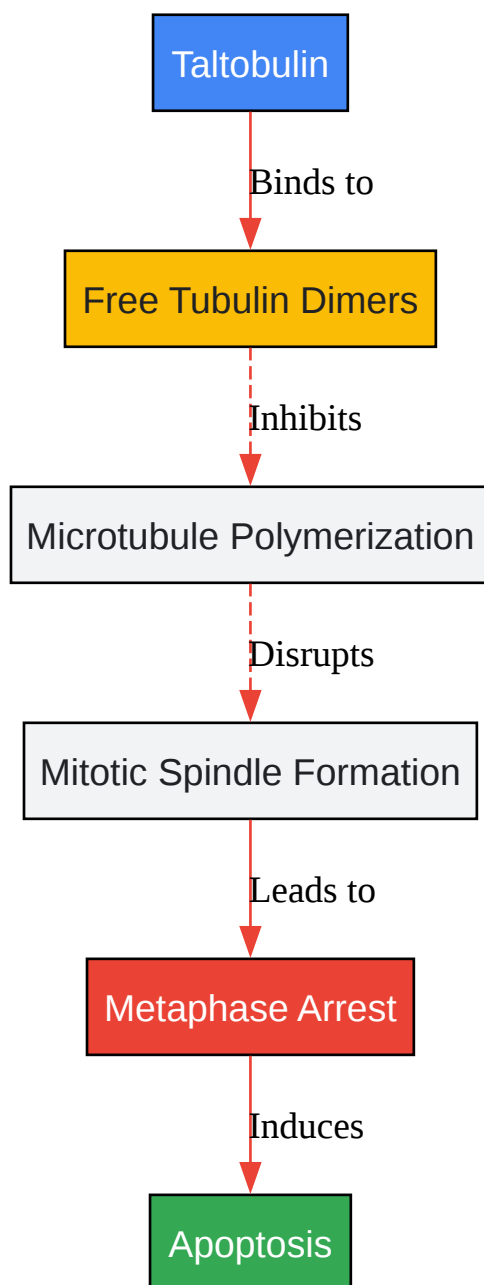 Taltobulin
Binds to
Free Tubulin Dimers
Inhibits
Microtubule Polymerization
Disrupts
Mitotic Spindle Formation
Leads to
Metaphase Arrest
Induces
Apoptosis